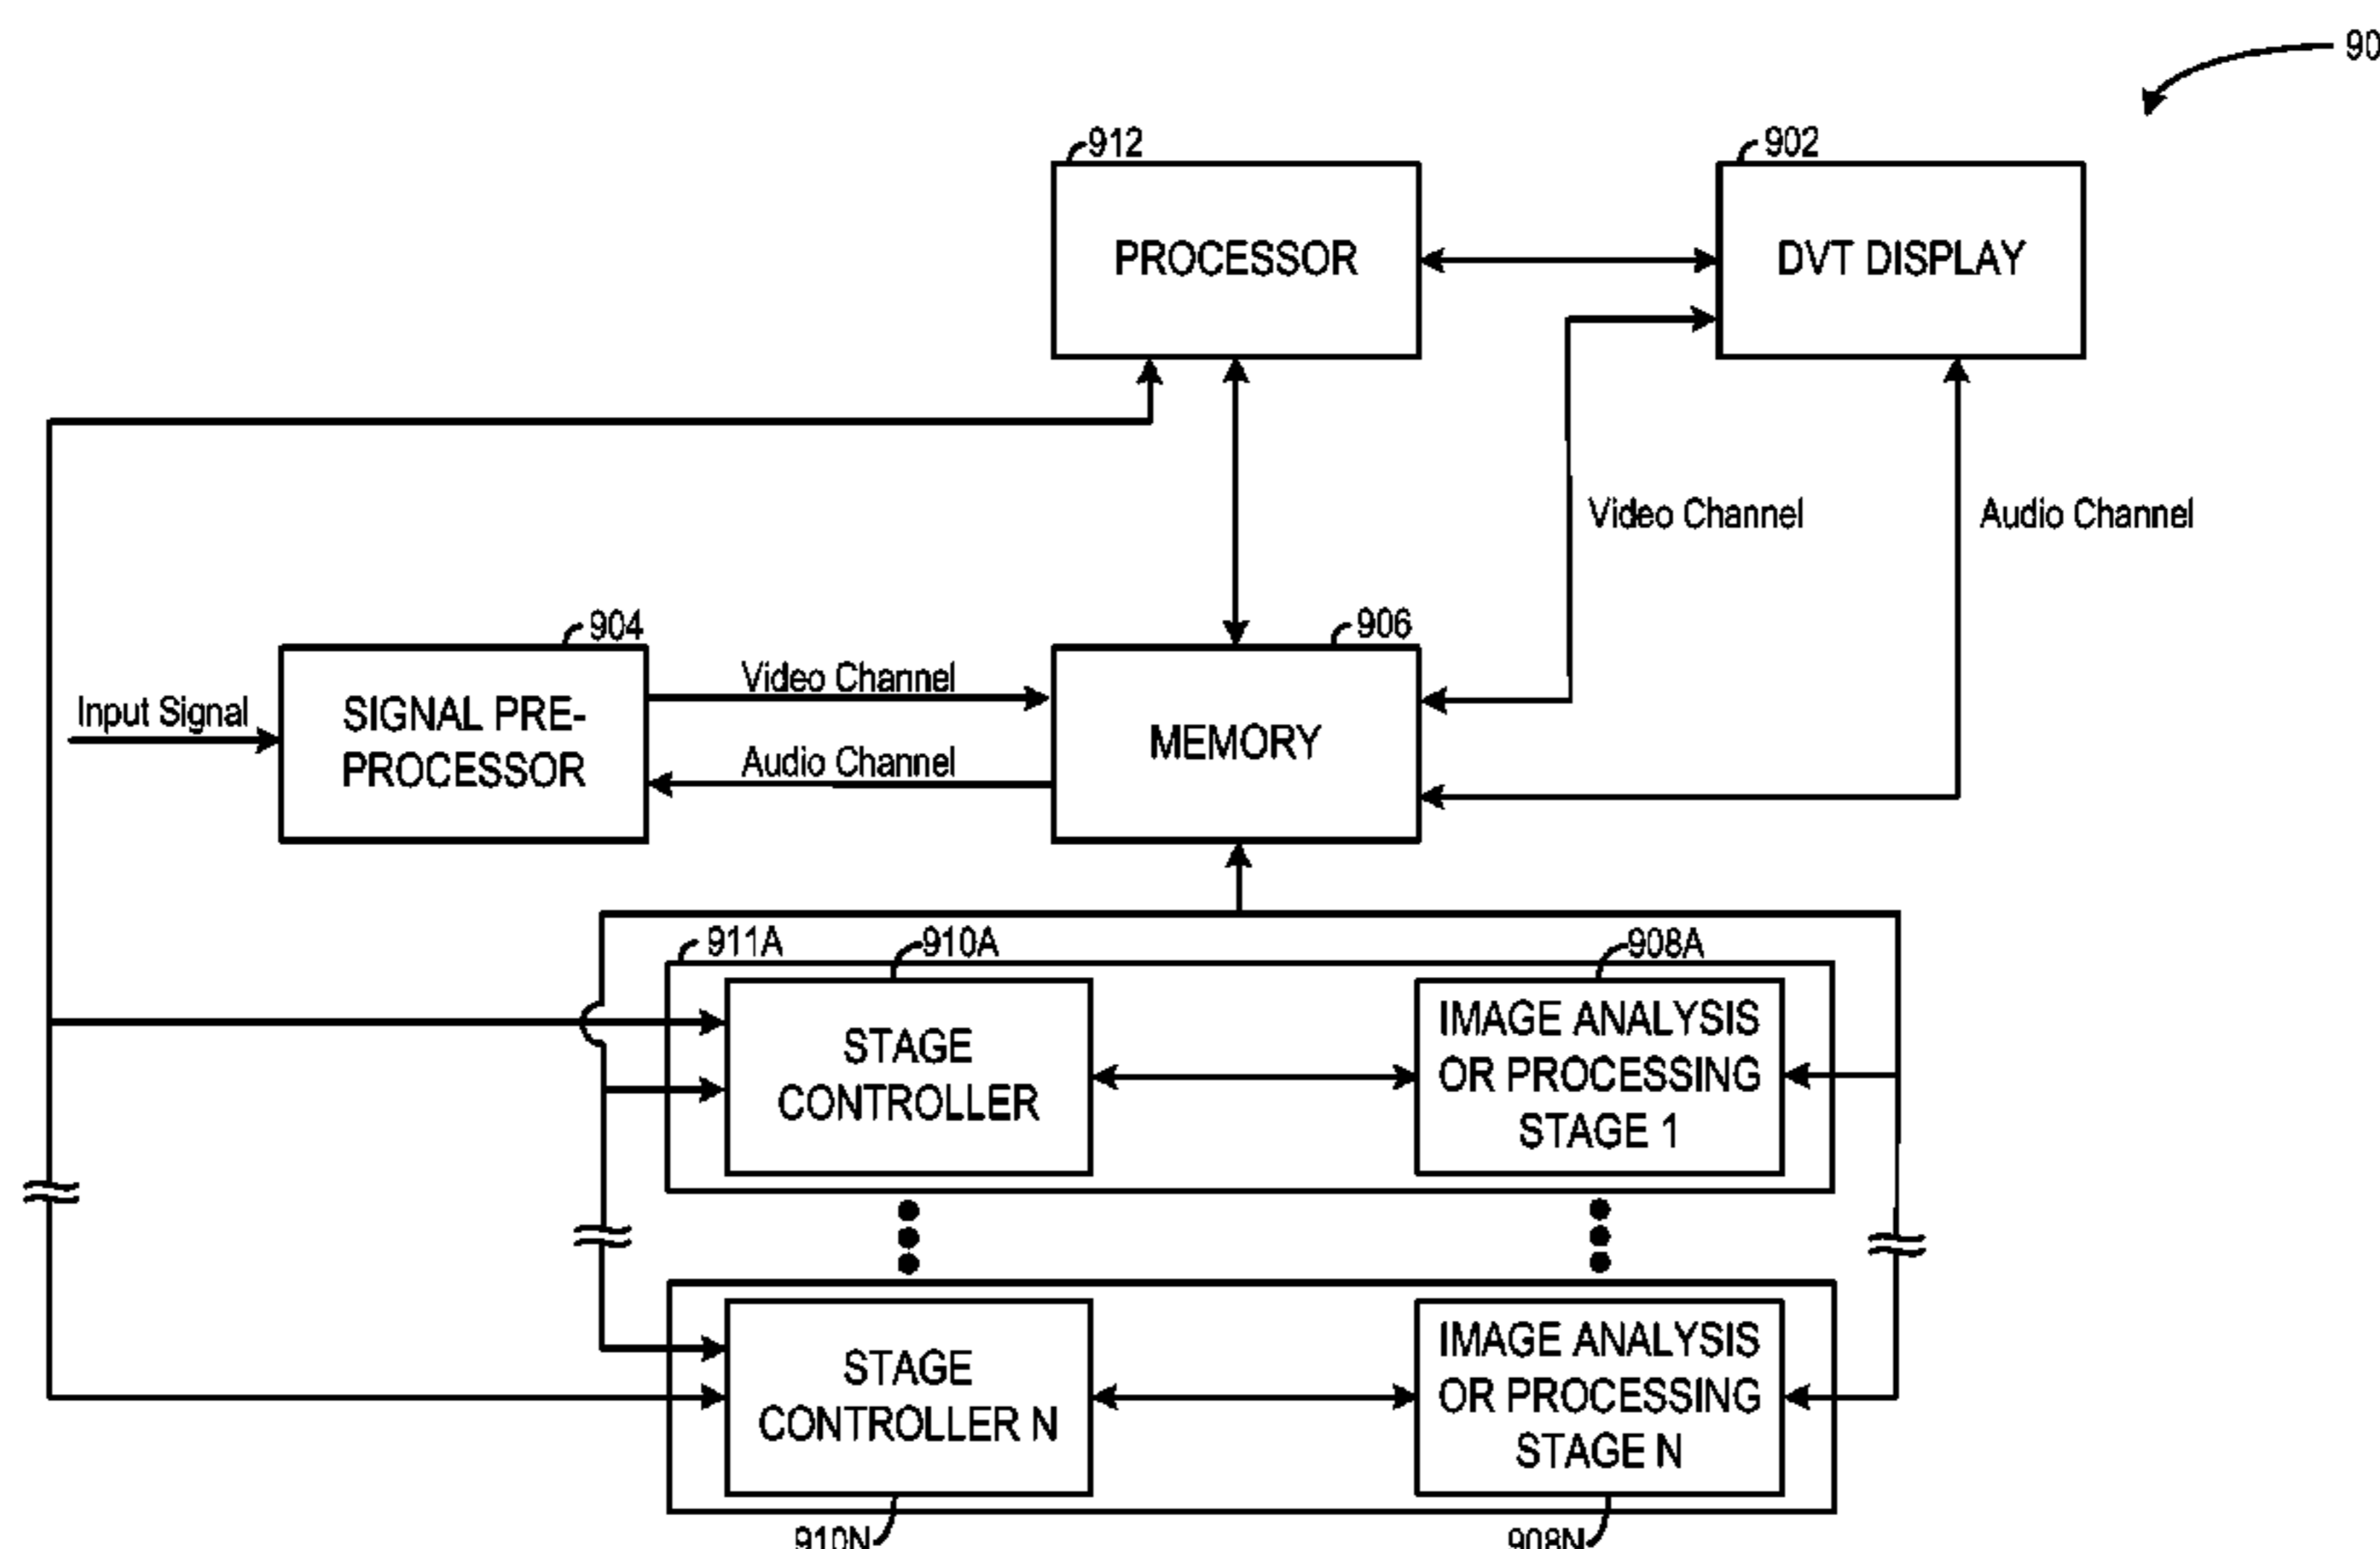 90
912
902
PROCESSOR
DVT DISPLAY
Video Channel
Audio Channel
904
906
Input Signal
SIGNAL PRE-
PROCESSOR
Video Channel
Audio Channel
MEMORY
911A
910A
908A
STAGE
CONTROLLER
IMAGE ANALYSIS
OR PROCESSING
STAGE 1
STAGE
CONTROLLER N
IMAGE ANALYSIS
OR PROCESSING
STAGE N
910N
908N